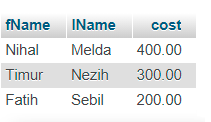 fName lName cost
Nihal Melda 400.00
Timur Nezih 300.00
Fatih Sebil 200.00